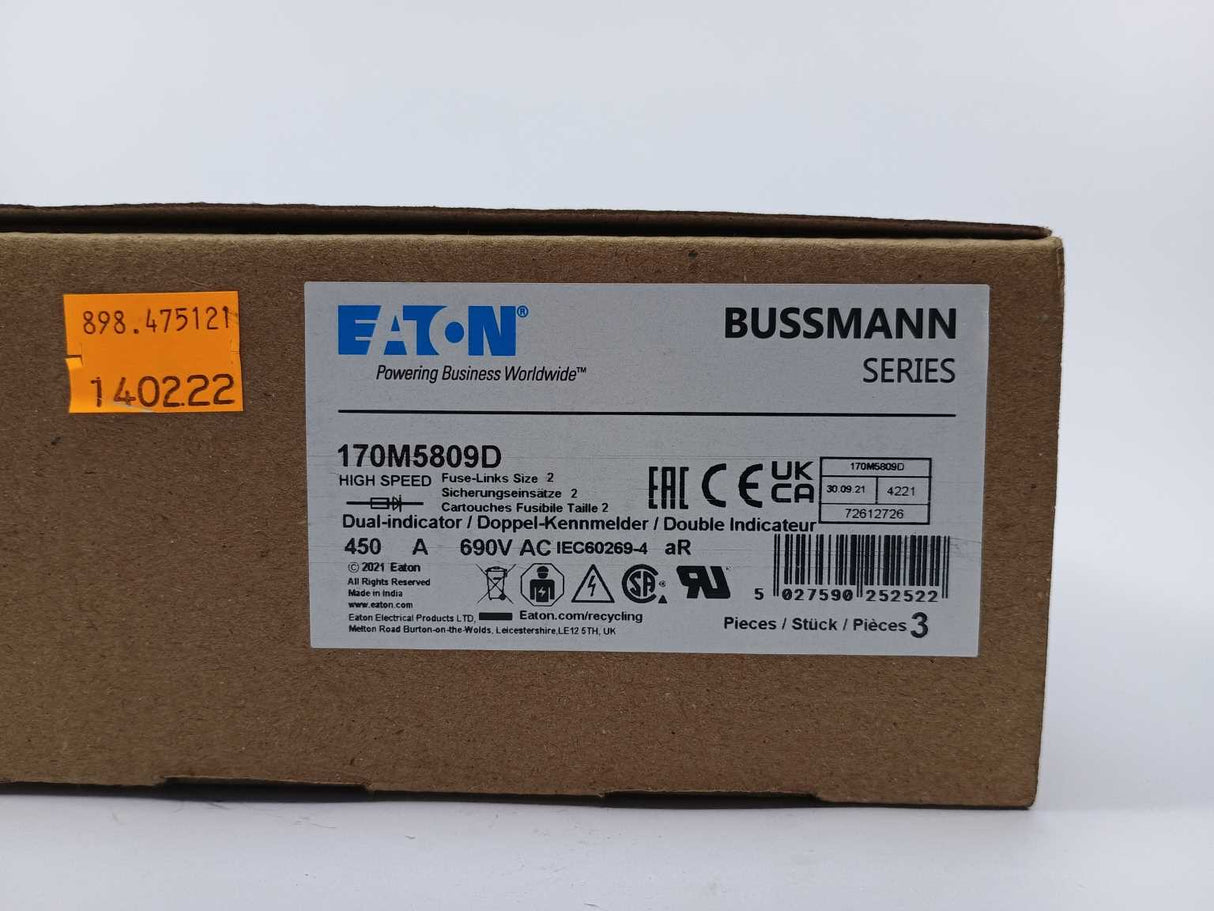 898.475121
140222
EATON®
Powering Business Worldwide™
BUSSMANN
SERIES
170M5809D
HIGH SPEED
Fuse-Links Size 2
Sicherungseinsätze 2
Cartouches Fusibile Taille 2
Dual-indicator / Doppel-Kennmelder / Double Indicateur
450 A 690V AC IEC60269-4 aR
EAC CE UK CA
170M5809D
30.09.21 4221
72612726
© 2021 Eaton
All Rights Reserved
Made in India
www.eaton.com
Eaton Electrical Products LTD,
Melton Road Burton-on-the-Wolds, Leicestershire,LE12 5TH, UK
Eaton.com/recycling
SA ®
RU
5 027590 252522
Pieces / Stück / Pièces 3